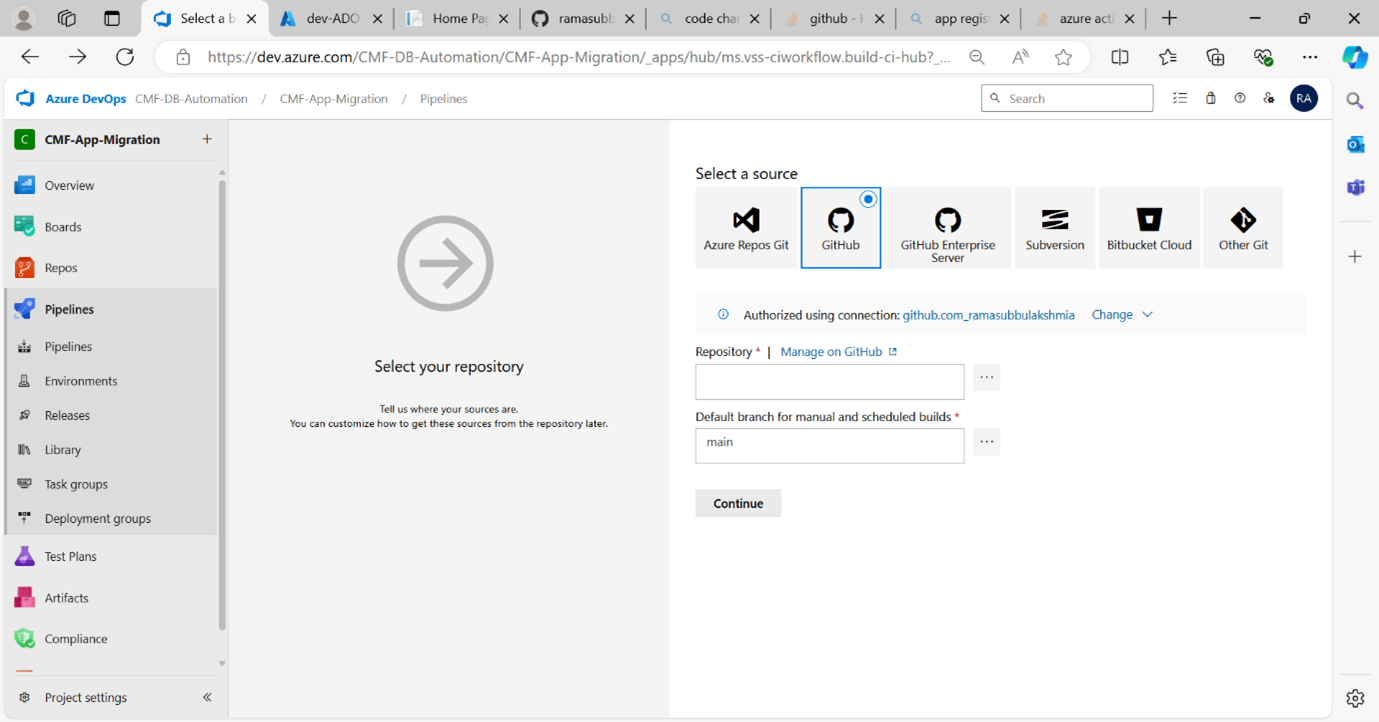 Select a b
dev-ADO
Home Pag
ramasubb
code char
github - H
app regist
azure acti
https://dev.azure.com/CMF-DB-Automation/CMF-App-Migration/_apps/hub/ms.vss-ciworkflow.build-ci-hub?_...
Azure DevOps CMF-DB-Automation / CMF-App-Migration / Pipelines
Search
RA
C CMF-App-Migration +
Overview
Boards
Repos
Pipelines
Pipelines
Environments
Releases
Library
Task groups
Deployment groups
Test Plans
Artifacts
Compliance
Project settings
Select your repository
Tell us where your sources are.
You can customize how to get these sources from the repository later.
Select a source
Azure Repos Git
GitHub
GitHub Enterprise
Server
Subversion
Bitbucket Cloud
Other Git
Authorized using connection: github.com_ramasubbulakshmia Change
Repository * | Manage on GitHub
Default branch for manual and scheduled builds *
main
Continue